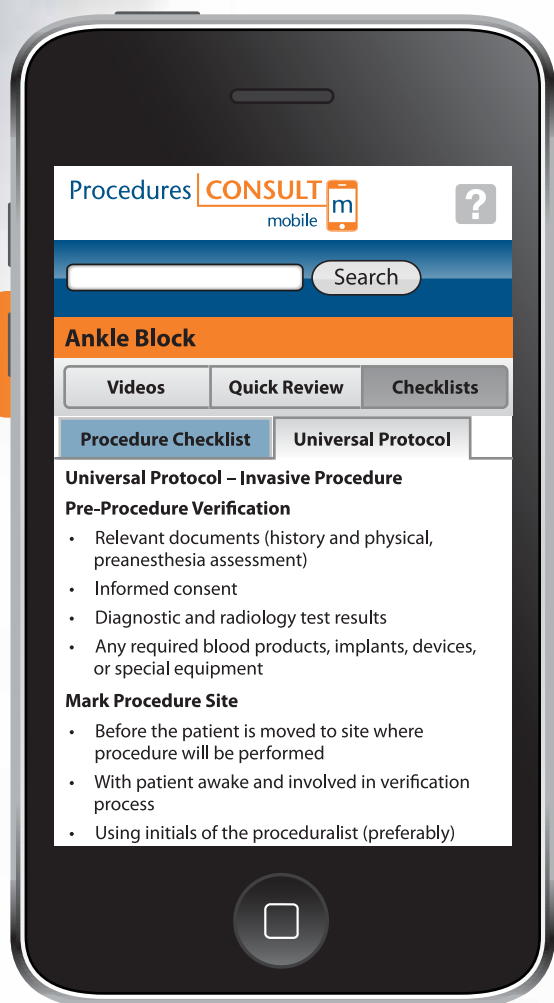 Procedures CONSULT
mobile
m
?
Search
Ankle Block
Videos Quick Review Checklists
Procedure Checklist Universal Protocol
Universal Protocol – Invasive Procedure
Pre-Procedure Verification
• Relevant documents (history and physical,
preanesthesia assessment)
• Informed consent
• Diagnostic and radiology test results
• Any required blood products, implants, devices,
or special equipment
Mark Procedure Site
• Before the patient is moved to site where
procedure will be performed
• With patient awake and involved in verification
process
• Using initials of the proceduralist (preferably)